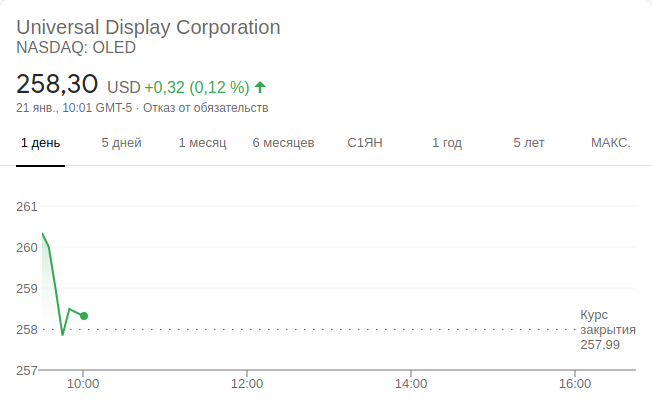 Universal Display Corporation
NASDAQ: OLED
258,30 USD +0,32 (0,12 %)
21 янв., 10:01 GMT-5 · Отказ от обязательств
1 день 5 дней 1 месяц 6 месяцев С1ЯН 1 год 5 лет МАКС.
261
260
259
258
257
Курс
закрытия
257,99
10:00 12:00 14:00 16:00